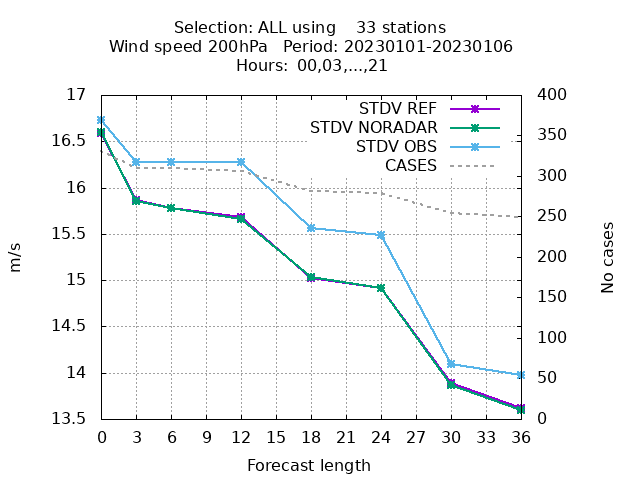 Selection: ALL using    33 stations
Wind speed 200hPa   Period: 20230101-20230106
Hours: 00,03,...,21
STDV REF
STDV NORADAR
STDV OBS
CASES
17
16.5
16
15.5
15
14.5
14
13.5
400
350
300
250
200
150
100
50
0
m/s
No cases
0 3 6 9 12 15 18 21 24 27 30 33 36
Forecast length